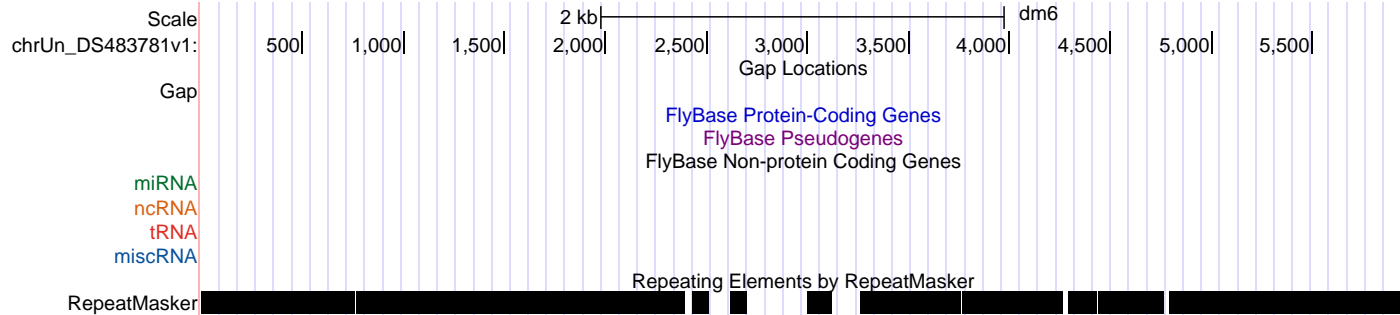 Scale 2 kb dm6
chrUn_DS483781v1: 500 1,000 1,500 2,000 2,500 3,000 3,500 4,000 4,500 5,000 5,500
Gap Locations
Gap
FlyBase Protein-Coding Genes
FlyBase Pseudogenes
FlyBase Non-protein Coding Genes
miRNA
ncRNA
tRNA
miscRNA
Repeating Elements by RepeatMasker
RepeatMasker